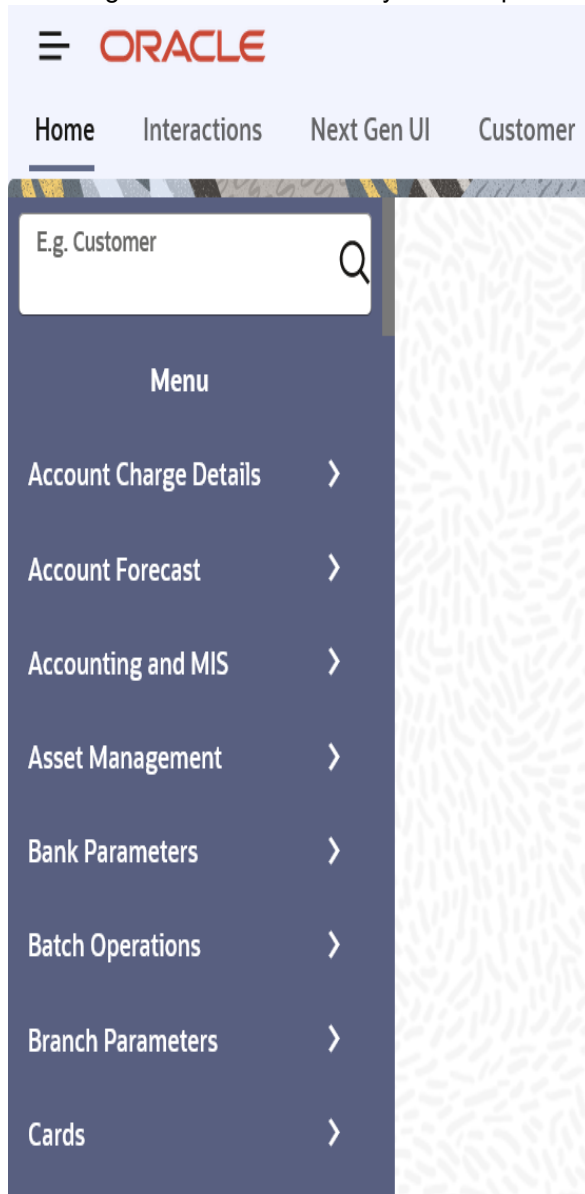 ORACLE
Home Interactions Next Gen UI Customer
E.g. Customer
Menu
Account Charge Details
Account Forecast
Accounting and MIS
Asset Management
Bank Parameters
Batch Operations
Branch Parameters
Cards